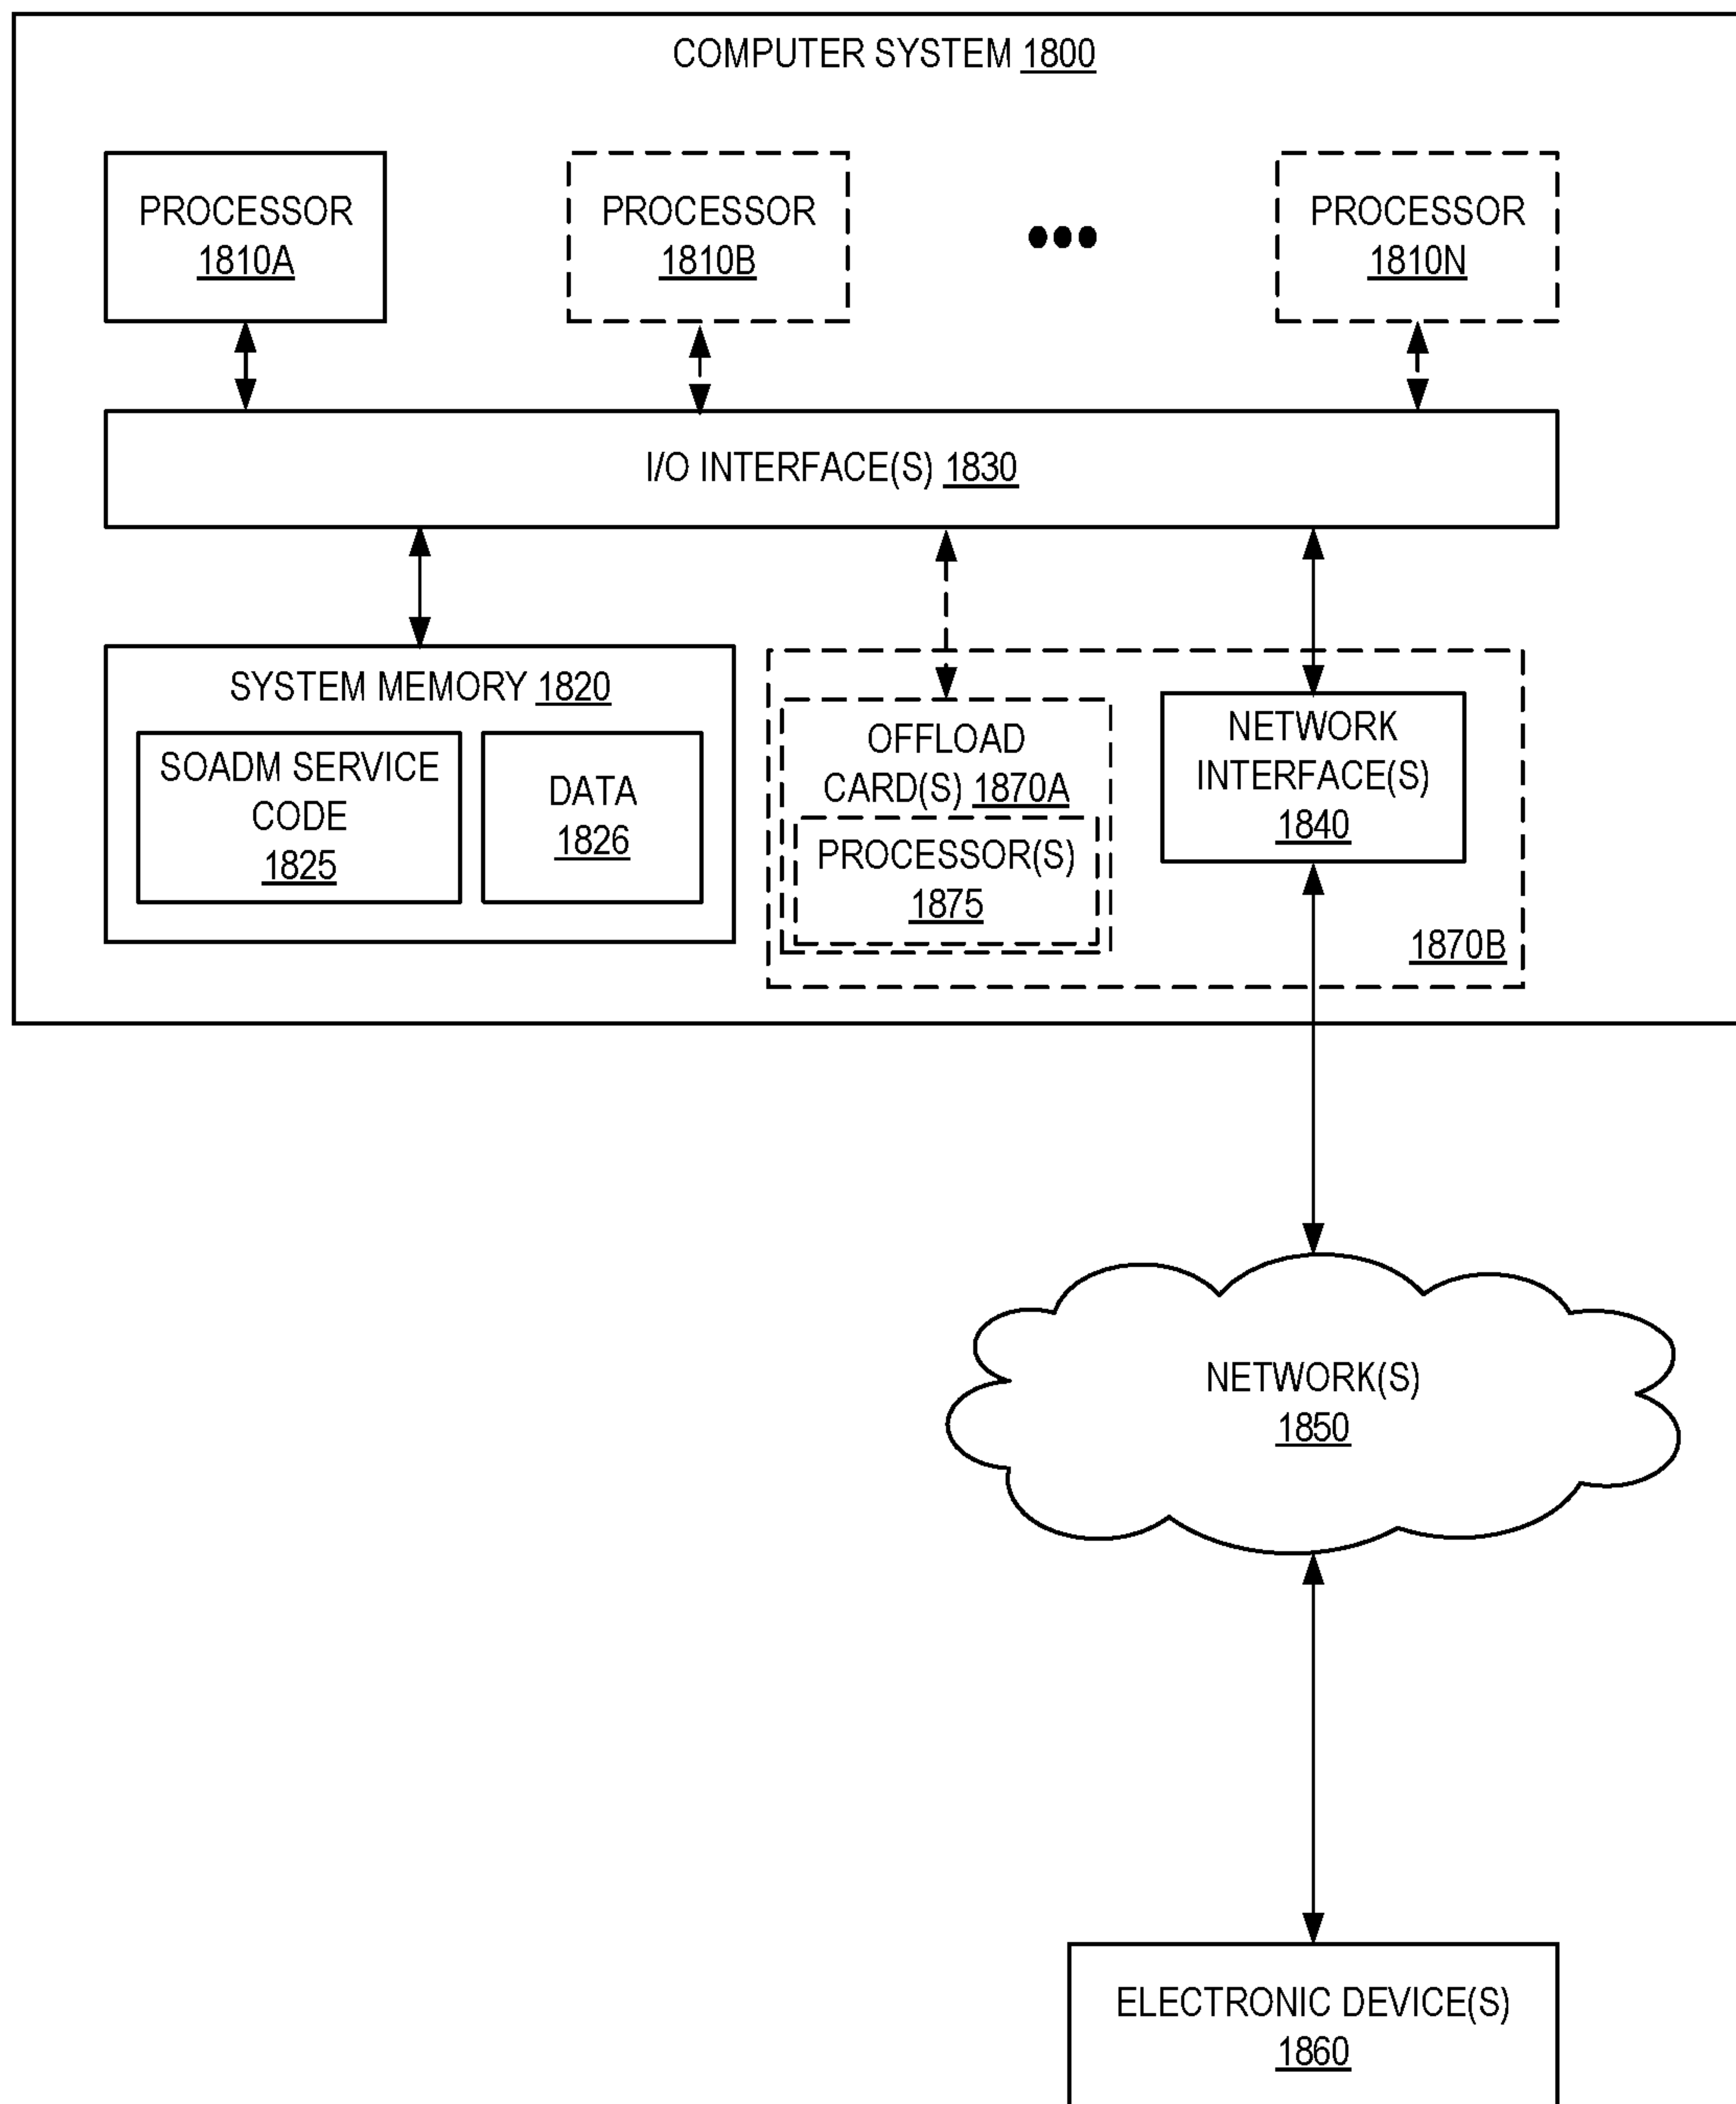 COMPUTER SYSTEM 1800
PROCESSOR
1810A
PROCESSOR
1810B
PROCESSOR
1810N
I/O INTERFACE(S) 1830
SYSTEM MEMORY 1820
SOADM SERVICE
CODE
1825
DATA
1826
OFFLOAD
CARD(S) 1870A
PROCESSOR(S)
1875
NETWORK
INTERFACE(S)
1840
1870B
NETWORK(S)
1850
ELECTRONIC DEVICE(S)
1860